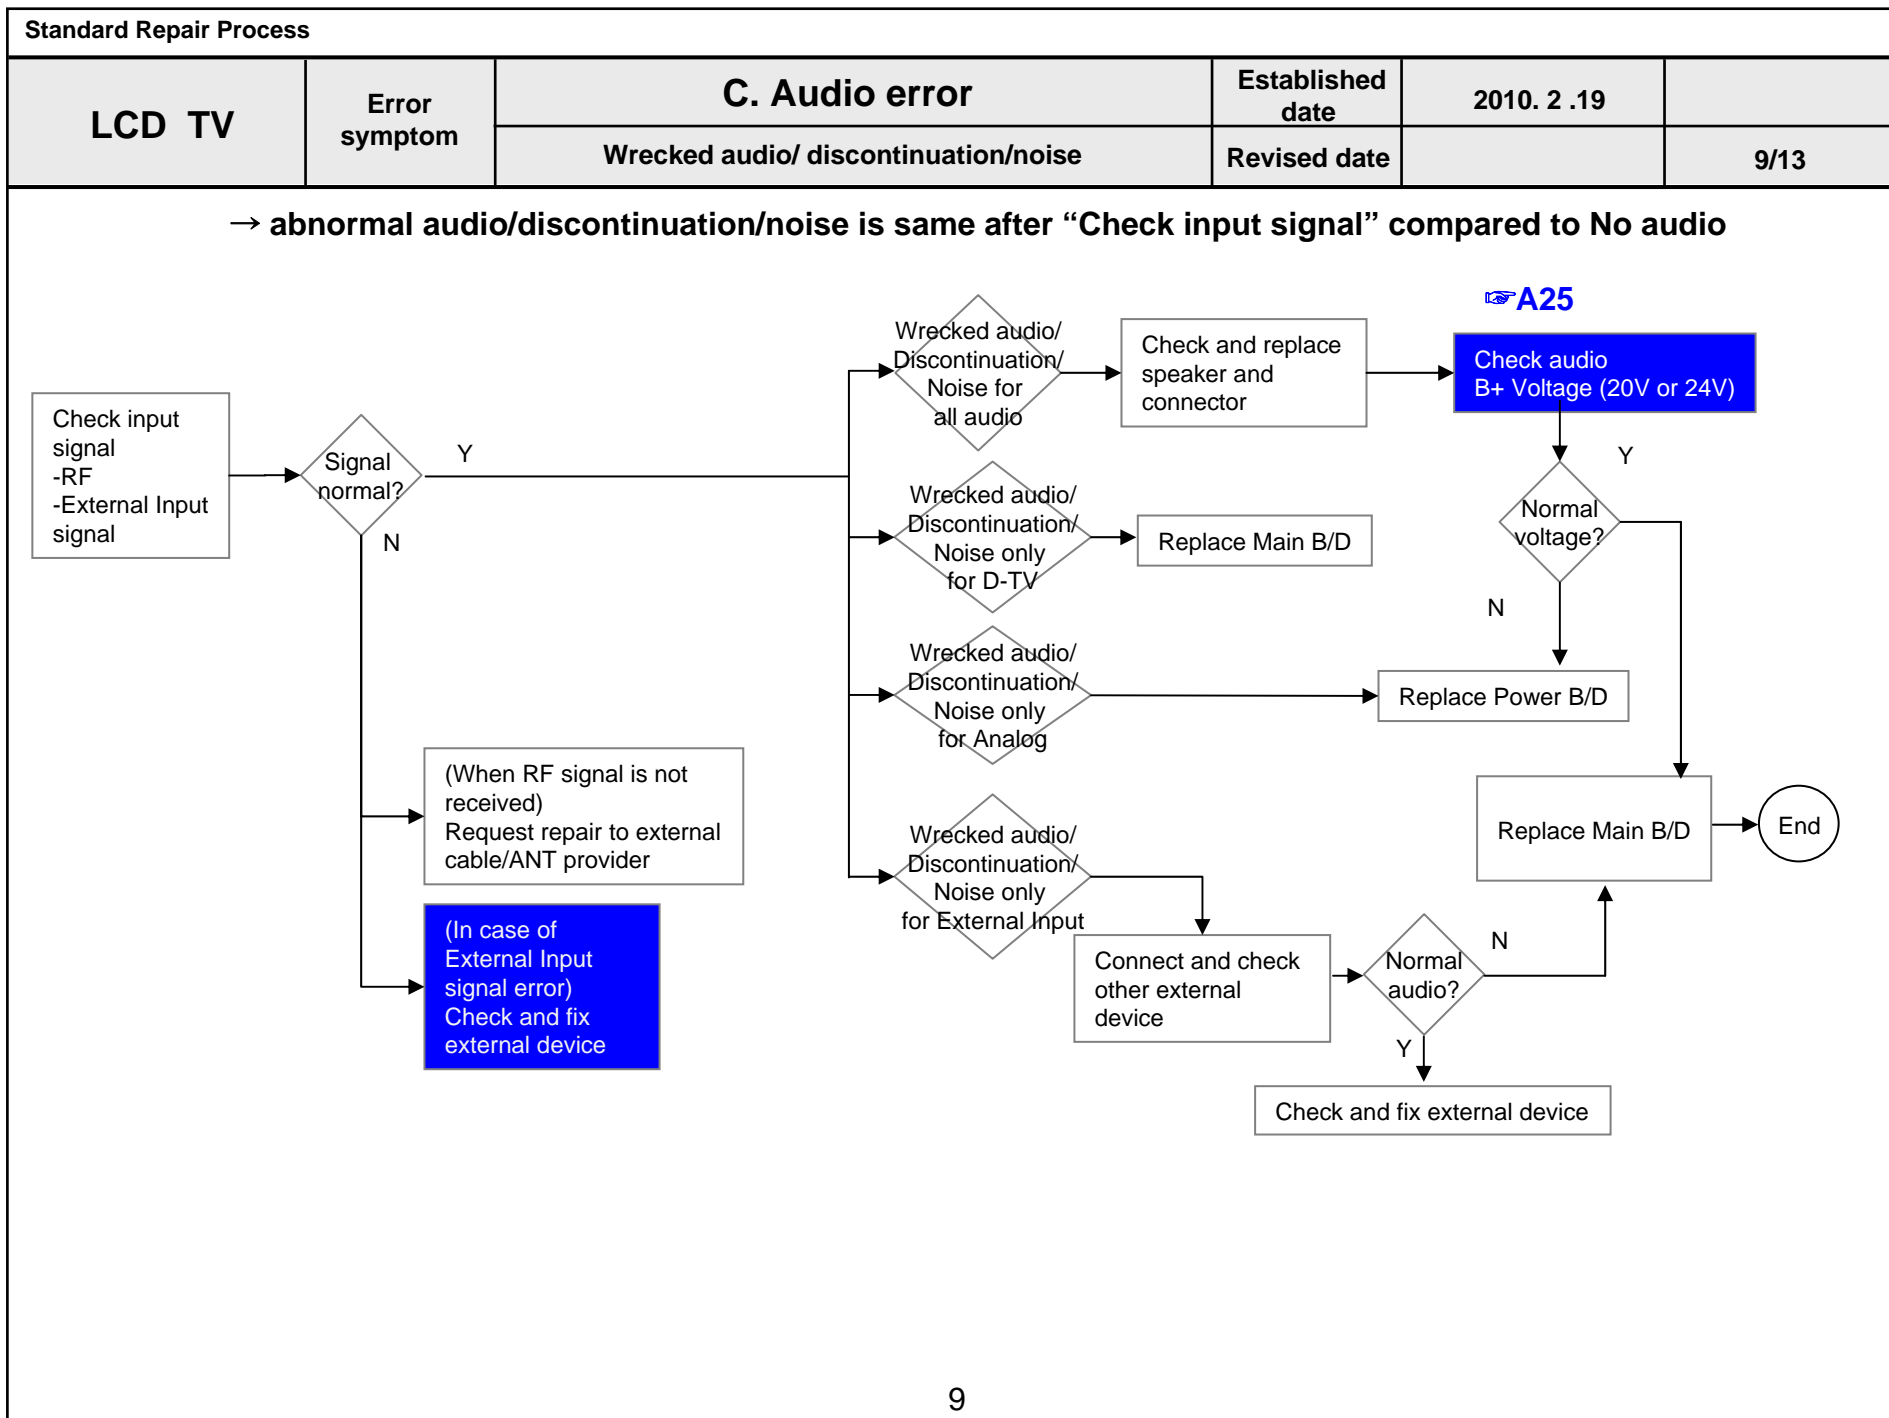 Standard Repair Process
LCD TV
Error
symptom
C. Audio error
Established
date
2010. 2 .19
Wrecked audio/ discontinuation/noise
Revised date
9/13
→ abnormal audio/discontinuation/noise is same after “Check input signal” compared to No audio
Check input
signal
-RF
-External Input
signal
Signal
normal?
Y
N
(When RF signal is not
received)
Request repair to external
cable/ANT provider
(In case of
External Input
signal error)
Check and fix
external device
Wrecked audio/
Discontinuation/
Noise for
all audio
Check and replace
speaker and
connector
☞A25
Check audio
B+ Voltage (20V or 24V)
Normal
voltage?
Y
N
Wrecked audio/
Discontinuation/
Noise only
for D-TV
Replace Main B/D
Wrecked audio/
Discontinuation/
Noise only
for Analog
Replace Power B/D
Wrecked audio/
Discontinuation/
Noise only
for External Input
Connect and check
other external
device
Normal
audio?
N
Y
Replace Main B/D
End
Check and fix external device
9